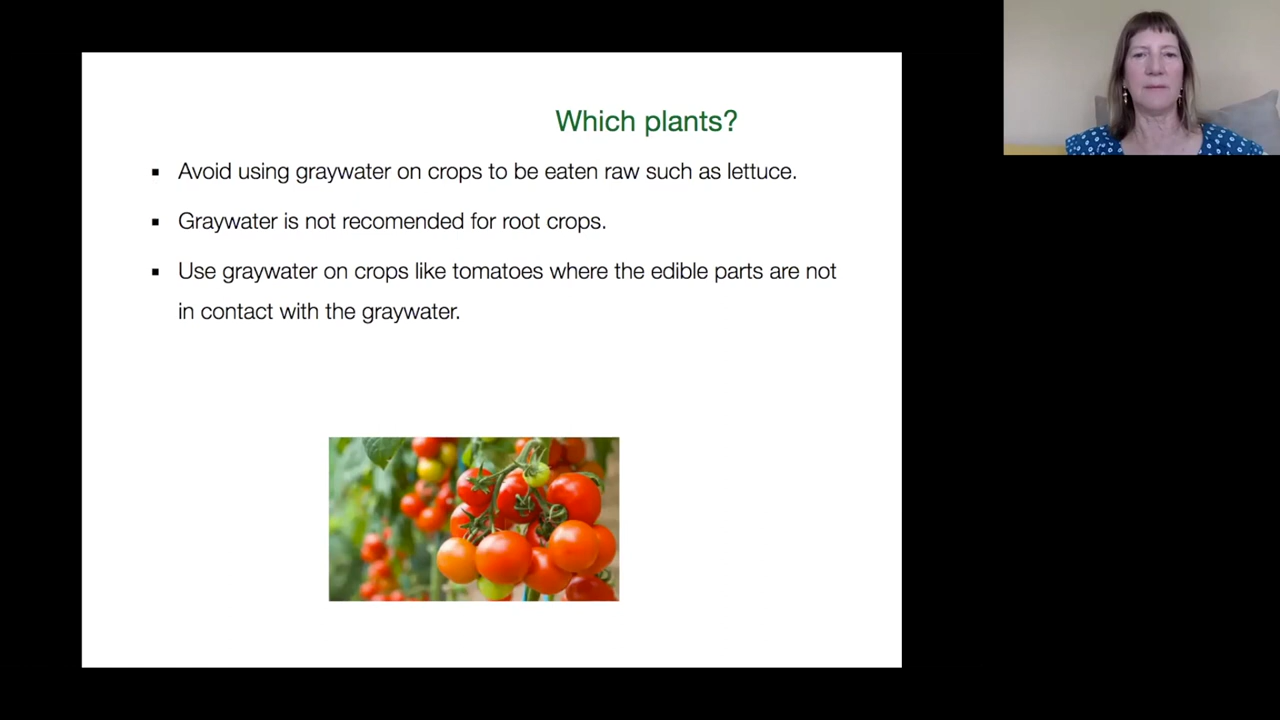 Which plants?
▪ Avoid using graywater on crops to be eaten raw such as lettuce.
▪ Graywater is not recomended for root crops.
▪ Use graywater on crops like tomatoes where the edible parts are not
in contact with the graywater.